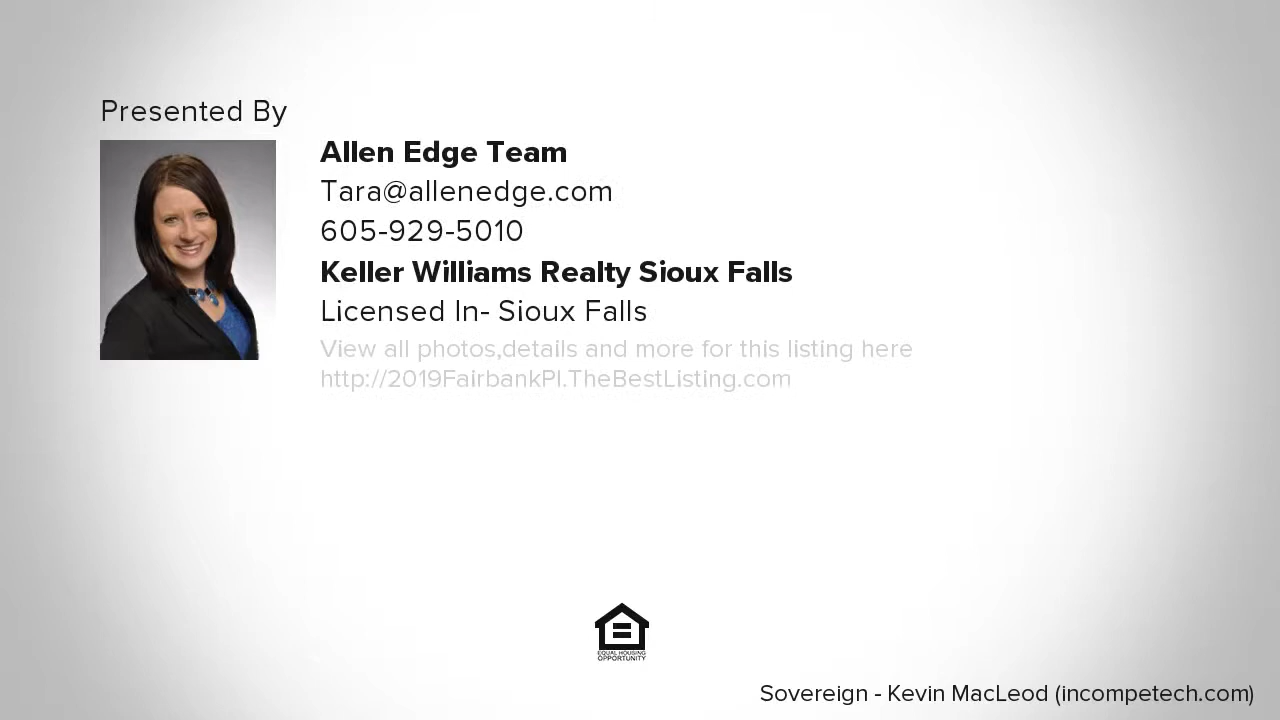 Presented By
Allen Edge Team
Tara@allenedge.com
605-929-5010
Keller Williams Realty Sioux Falls
Licensed In- Sioux Falls
View all photos,details and more for this listing here
http://2019FairbankPl.TheBestListing.com
EQUAL HOUSING
OPPORTUNITY
Sovereign - Kevin MacLeod (incompetech.com)